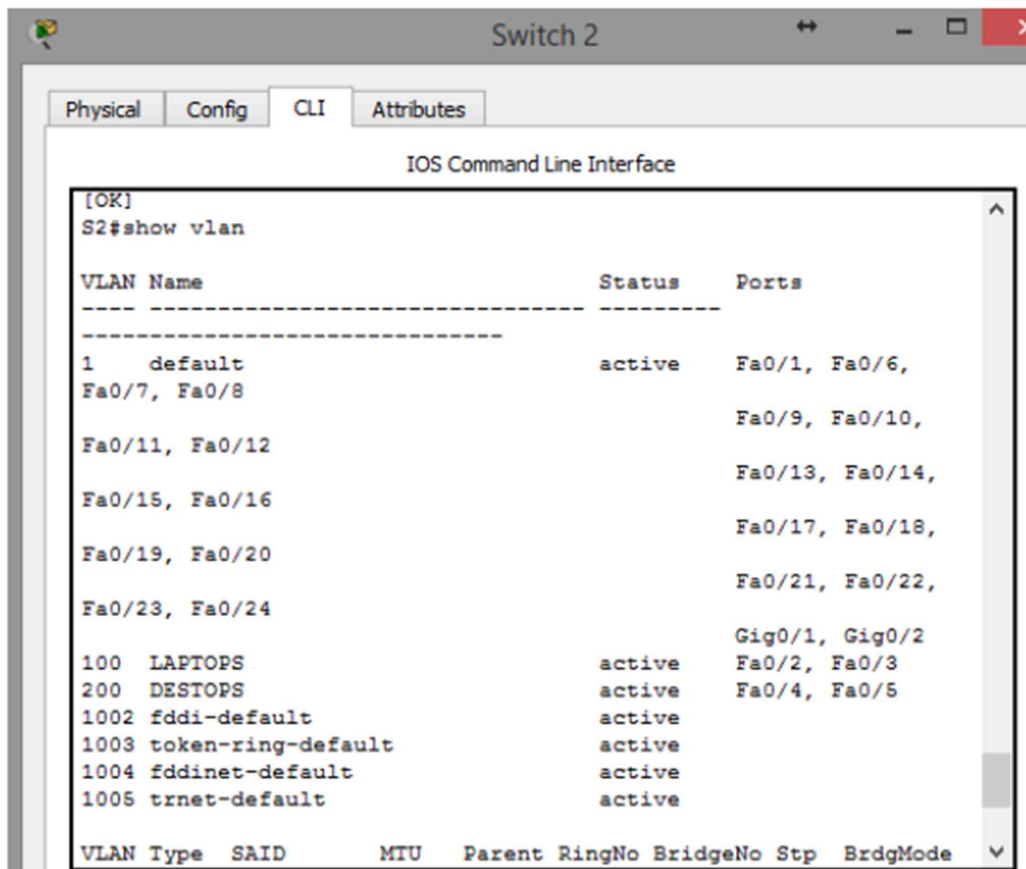 Switch 2
Physical Config CLI Attributes
IOS Command Line Interface
[OK]
S2#show vlan
VLAN Name Status Ports
---- -------------------------------- ---------
-------------------------------
1 default active Fa0/1, Fa0/6,
Fa0/7, Fa0/8
Fa0/9, Fa0/10,
Fa0/11, Fa0/12
Fa0/13, Fa0/14,
Fa0/15, Fa0/16
Fa0/17, Fa0/18,
Fa0/19, Fa0/20
Fa0/21, Fa0/22,
Fa0/23, Fa0/24
Gig0/1, Gig0/2
100 LAPTOPS active Fa0/2, Fa0/3
200 DESTOPS active Fa0/4, Fa0/5
1002 fddi-default active
1003 token-ring-default active
1004 fddinet-default active
1005 trnet-default active
VLAN Type SAID MTU Parent RingNo BridgeNo Stp BrdgMode